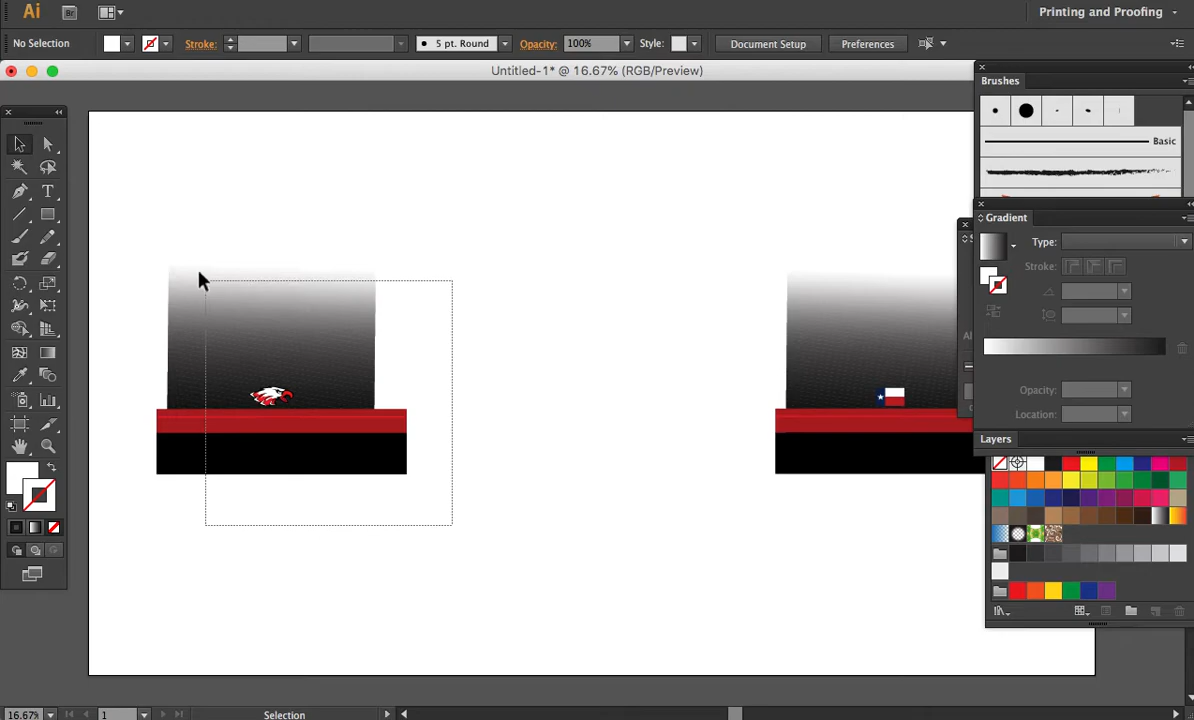 Ai
Br
Printing and Proofing
No Selection
Stroke:
5 pt. Round
Opacity:
100%
Style:
Document Setup
Preferences
Untitled-1* @ 16.67% (RGB/Preview)
Brushes
Basic
Gradient
Type:
Stroke:
Opacity:
Location:
Layers
T
16.67%
1
Selection